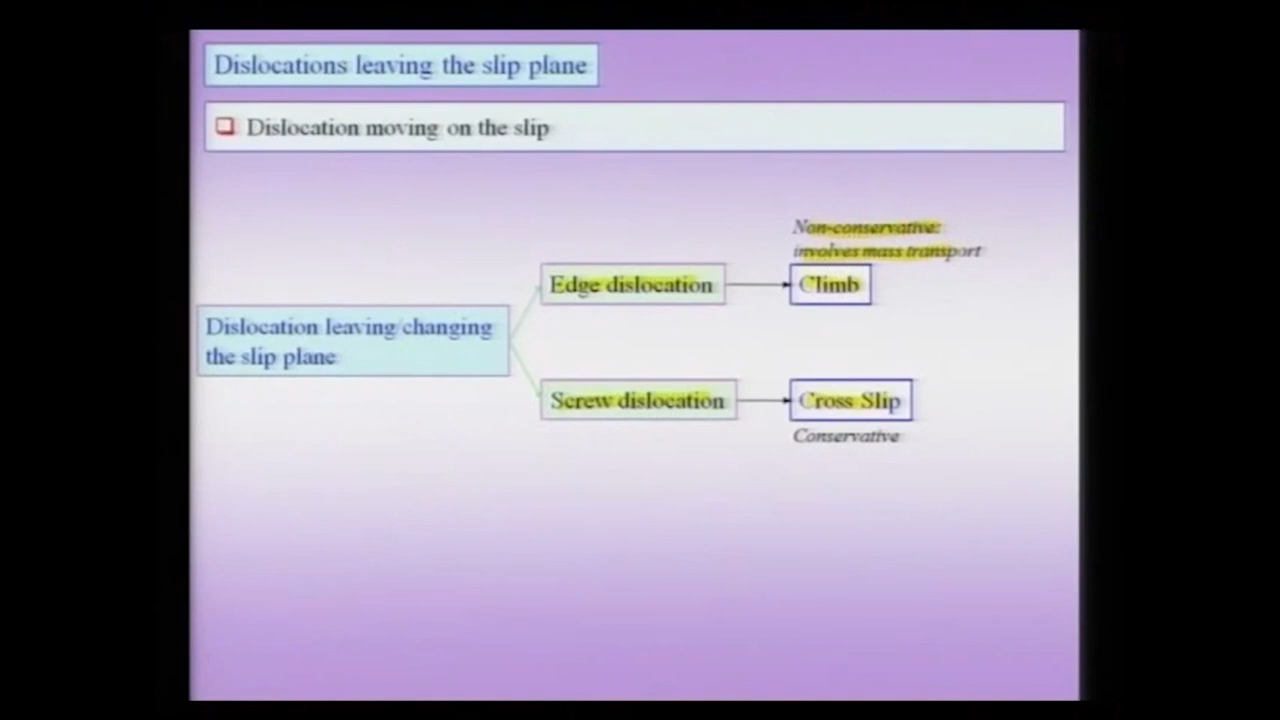 Dislocations leaving the slip plane
❑ Dislocation moving on the slip
Non-conservative:
involves mass transport
Edge dislocation
Climb
Dislocation leaving/changing
the slip plane
Screw dislocation
Cross Slip
Conservative